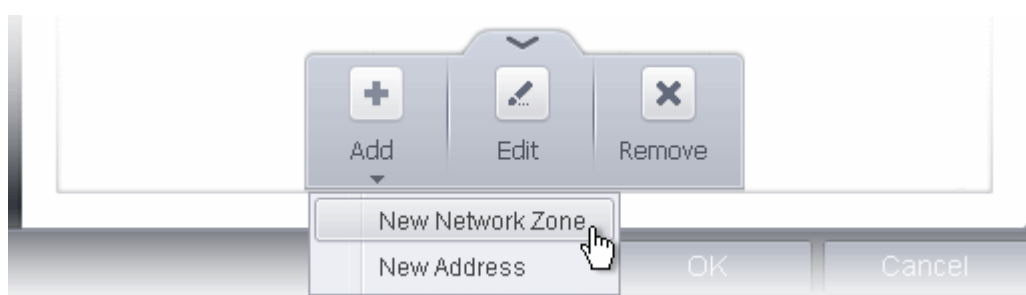 Add Edit Remove
New Network Zone
New Address
OK Cancel